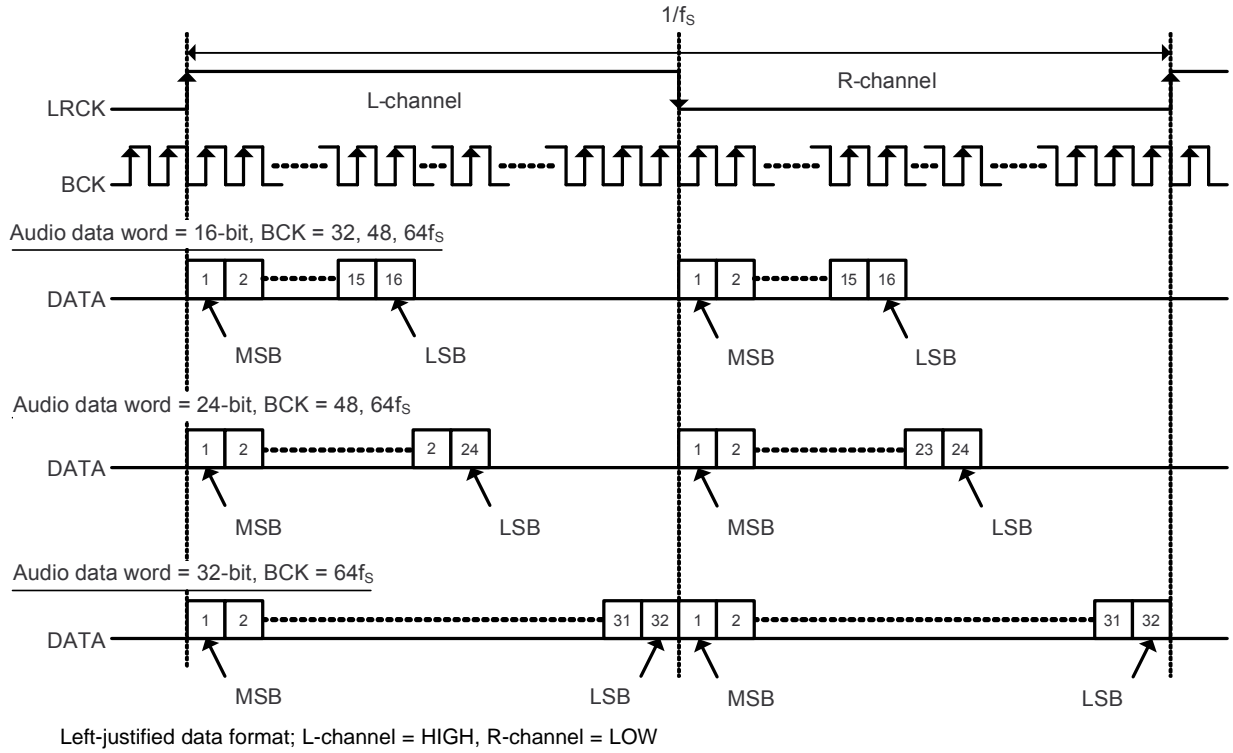 1/fS
L-channel
R-channel
LRCK
BCK
Audio data word = 16-bit, BCK = 32, 48, 64fS
DATA
1 2 15 16 1 2 15 16
MSB LSB MSB LSB
Audio data word = 24-bit, BCK = 48, 64fS
DATA
1 2 2 24 1 2 23 24
MSB LSB MSB LSB
Audio data word = 32-bit, BCK = 64fS
DATA
1 2 31 32 1 2 31 32
MSB LSB MSB LSB
Left-justified data format; L-channel = HIGH, R-channel = LOW